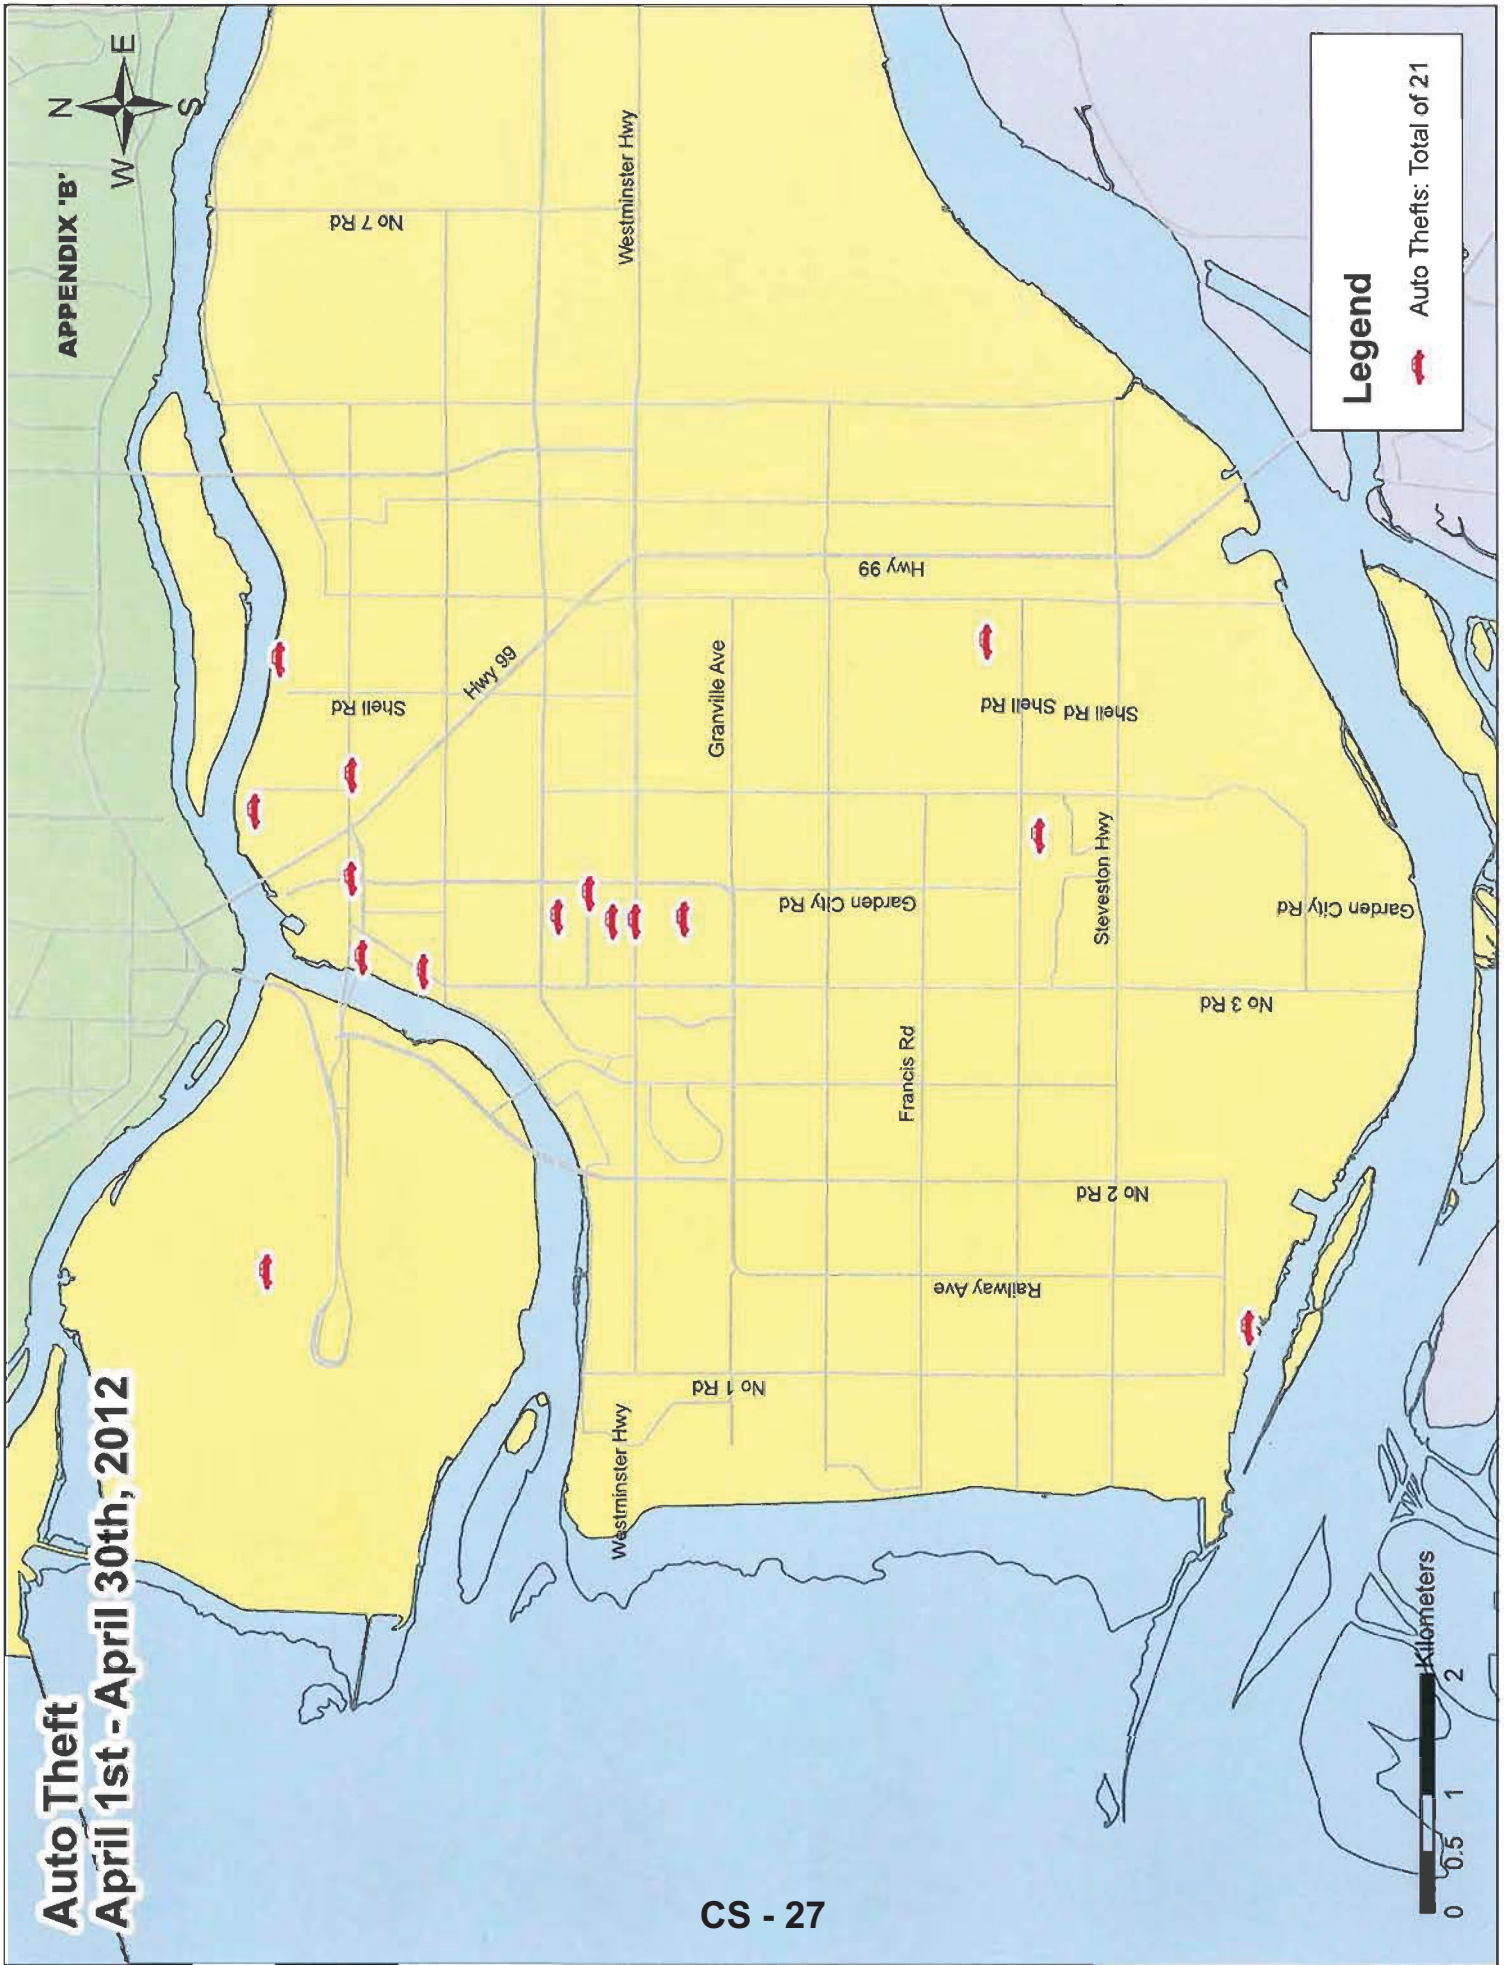 Auto Theft
April 1st - April 30th, 2012
APPENDIX 'B'
N
W
E
S
No 7 Rd
Westminster Hwy
Hwy 99
Shell Rd
Hwy 99
Granville Ave
Shell Rd
Shell Rd
Garden City Rd
Steveston Hwy
Garden City Rd
No 3 Rd
Francis Rd
No 2 Rd
Railway Ave
No 1 Rd
Westminster Hwy
Legend
Auto Thefts: Total of 21
Kilometers
0 0.5 1 2
CS - 27